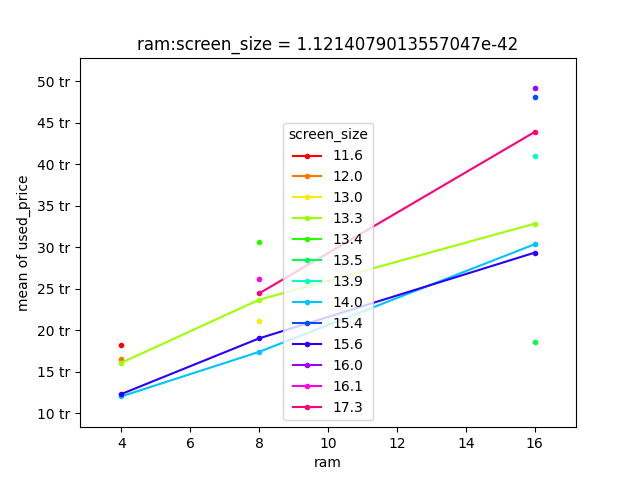 ram:screen_size = 1.1214079013557047e-42
50 tr
45 tr
40 tr
35 tr
30 tr
25 tr
20 tr
15 tr
10 tr
mean of used_price
screen_size
11.6
12.0
13.0
13.3
13.4
13.5
13.9
14.0
15.4
15.6
16.0
16.1
17.3
4 6 8 10 12 14 16
ram